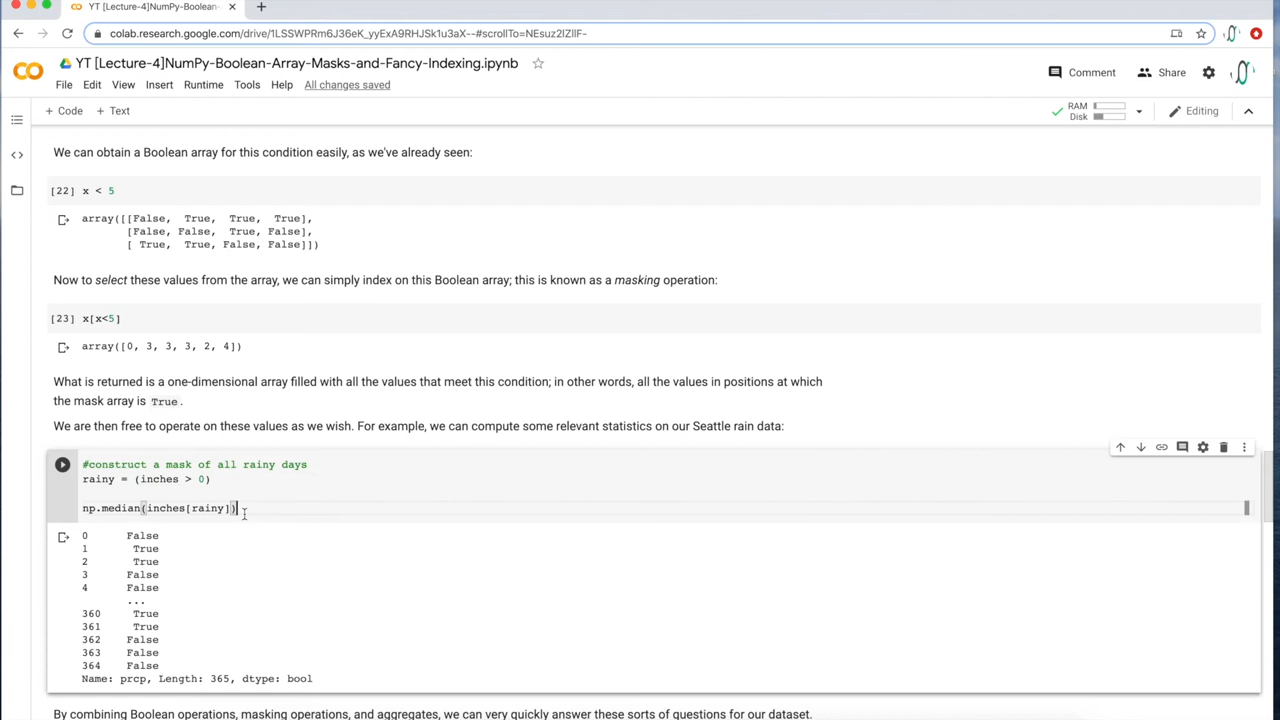 YT [Lecture-4]NumPy-Boolean-
colab.research.google.com/drive/1LSSWPRm6J36eK_yyExA9RHJSk1u3aX--#scrollTo=NEsuz2IZIlF-
YT [Lecture-4]NumPy-Boolean-Array-Masks-and-Fancy-Indexing.ipynb
Comment
Share
File Edit View Insert Runtime Tools Help All changes saved
+ Code + Text
RAM
Disk
Editing
We can obtain a Boolean array for this condition easily, as we've already seen:
[22] x < 5
array([[False, True, True, True],
[False, False, True, False],
[ True, True, False, False]])
Now to select these values from the array, we can simply index on this Boolean array; this is known as a masking operation:
[23] x[x<5]
array([0, 3, 3, 3, 2, 4])
What is returned is a one-dimensional array filled with all the values that meet this condition; in other words, all the values in positions at which
the mask array is True.
We are then free to operate on these values as we wish. For example, we can compute some relevant statistics on our Seattle rain data:
#construct a mask of all rainy days
rainy = (inches > 0)
np.median(inches[rainy])
0 False
1 True
2 True
3 False
4 False
...
360 True
361 True
362 False
363 False
364 False
Name: prcp, Length: 365, dtype: bool
By combining Boolean operations, masking operations, and aggregates, we can very quickly answer these sorts of questions for our dataset.